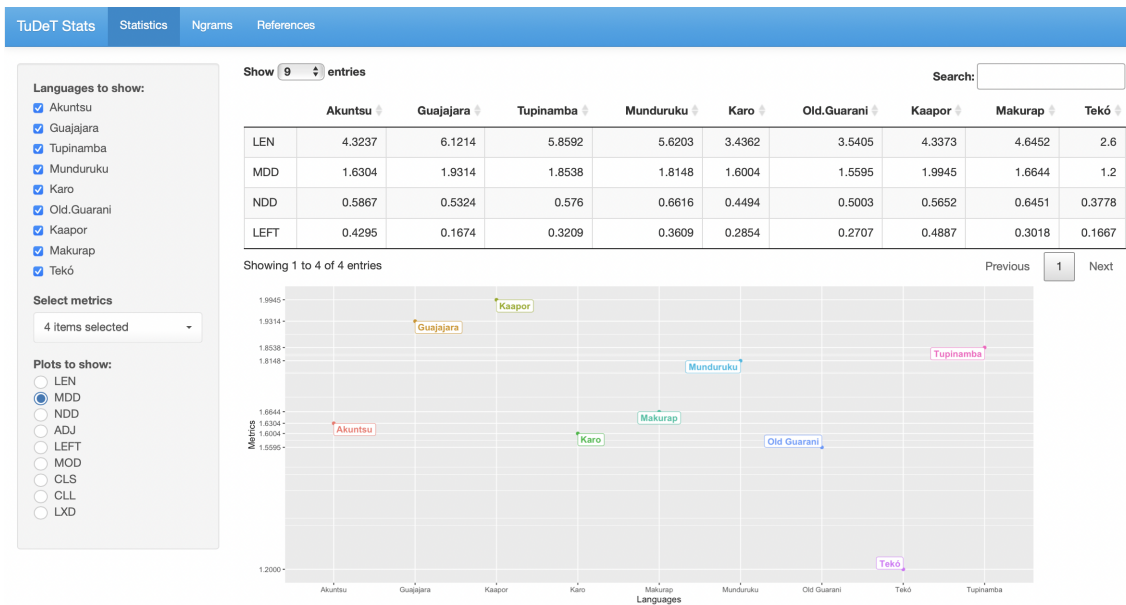 TuDeT Stats Statistics Ngrams References
Languages to show:
Akuntsu
Guajajara
Tupinamba
Munduruku
Karo
Old.Guarani
Kaapor
Makurap
Tekó
Select metrics
4 items selected
Plots to show:
LEN
MDD
NDD
ADJ
LEFT
MOD
CLS
CLL
LXD
Show 9 entries
Search:
Akuntsu Guajajara Tupinamba Munduruku Karo Old.Guarani Kaapor Makurap Tekó
LEN 4.3237 6.1214 5.8592 5.6203 3.4362 3.5405 4.3373 4.6452 2.6
MDD 1.6304 1.9314 1.8538 1.8148 1.6004 1.5595 1.9945 1.6644 1.2
NDD 0.5867 0.5324 0.576 0.6616 0.4494 0.5003 0.5652 0.6451 0.3778
LEFT 0.4295 0.1674 0.3209 0.3609 0.2854 0.2707 0.4887 0.3018 0.1667
Showing 1 to 4 of 4 entries
Previous 1 Next
1.9945
Kaapor
1.9314
Guajajara
1.8538
Tupinamba
1.8148
Munduruku
1.6644
Makurap
1.6304
Akuntsu
1.6004
Karo
1.5595
Old Guarani
1.2000
Tekó
Metrics
Akuntsu Guajajara Kaapor Karo Makurap Munduruku Old Guarani Tekó Tupinamba
Languages